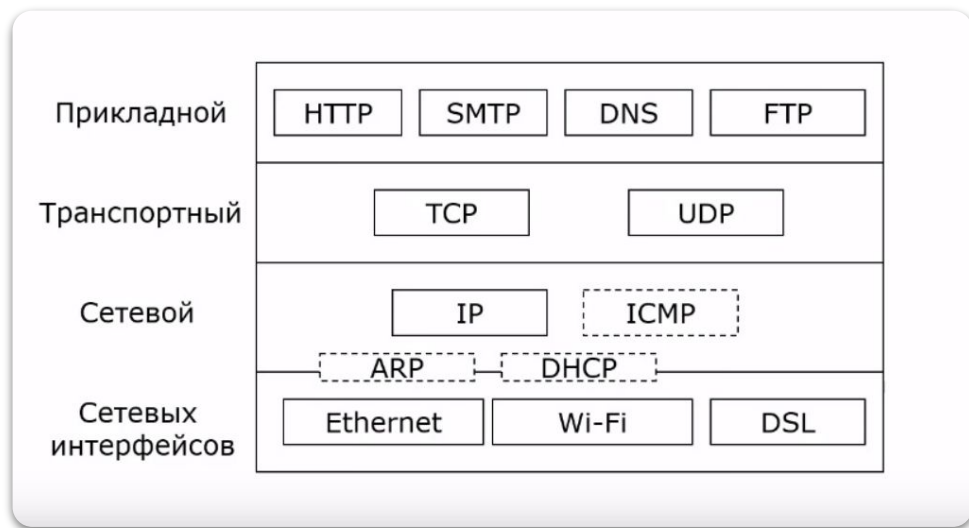 Прикладной
HTTP SMTP DNS FTP
Транспортный
TCP UDP
Сетевой
IP ICMP
ARP DHCP
Сетевых
интерфейсов
Ethernet Wi-Fi DSL